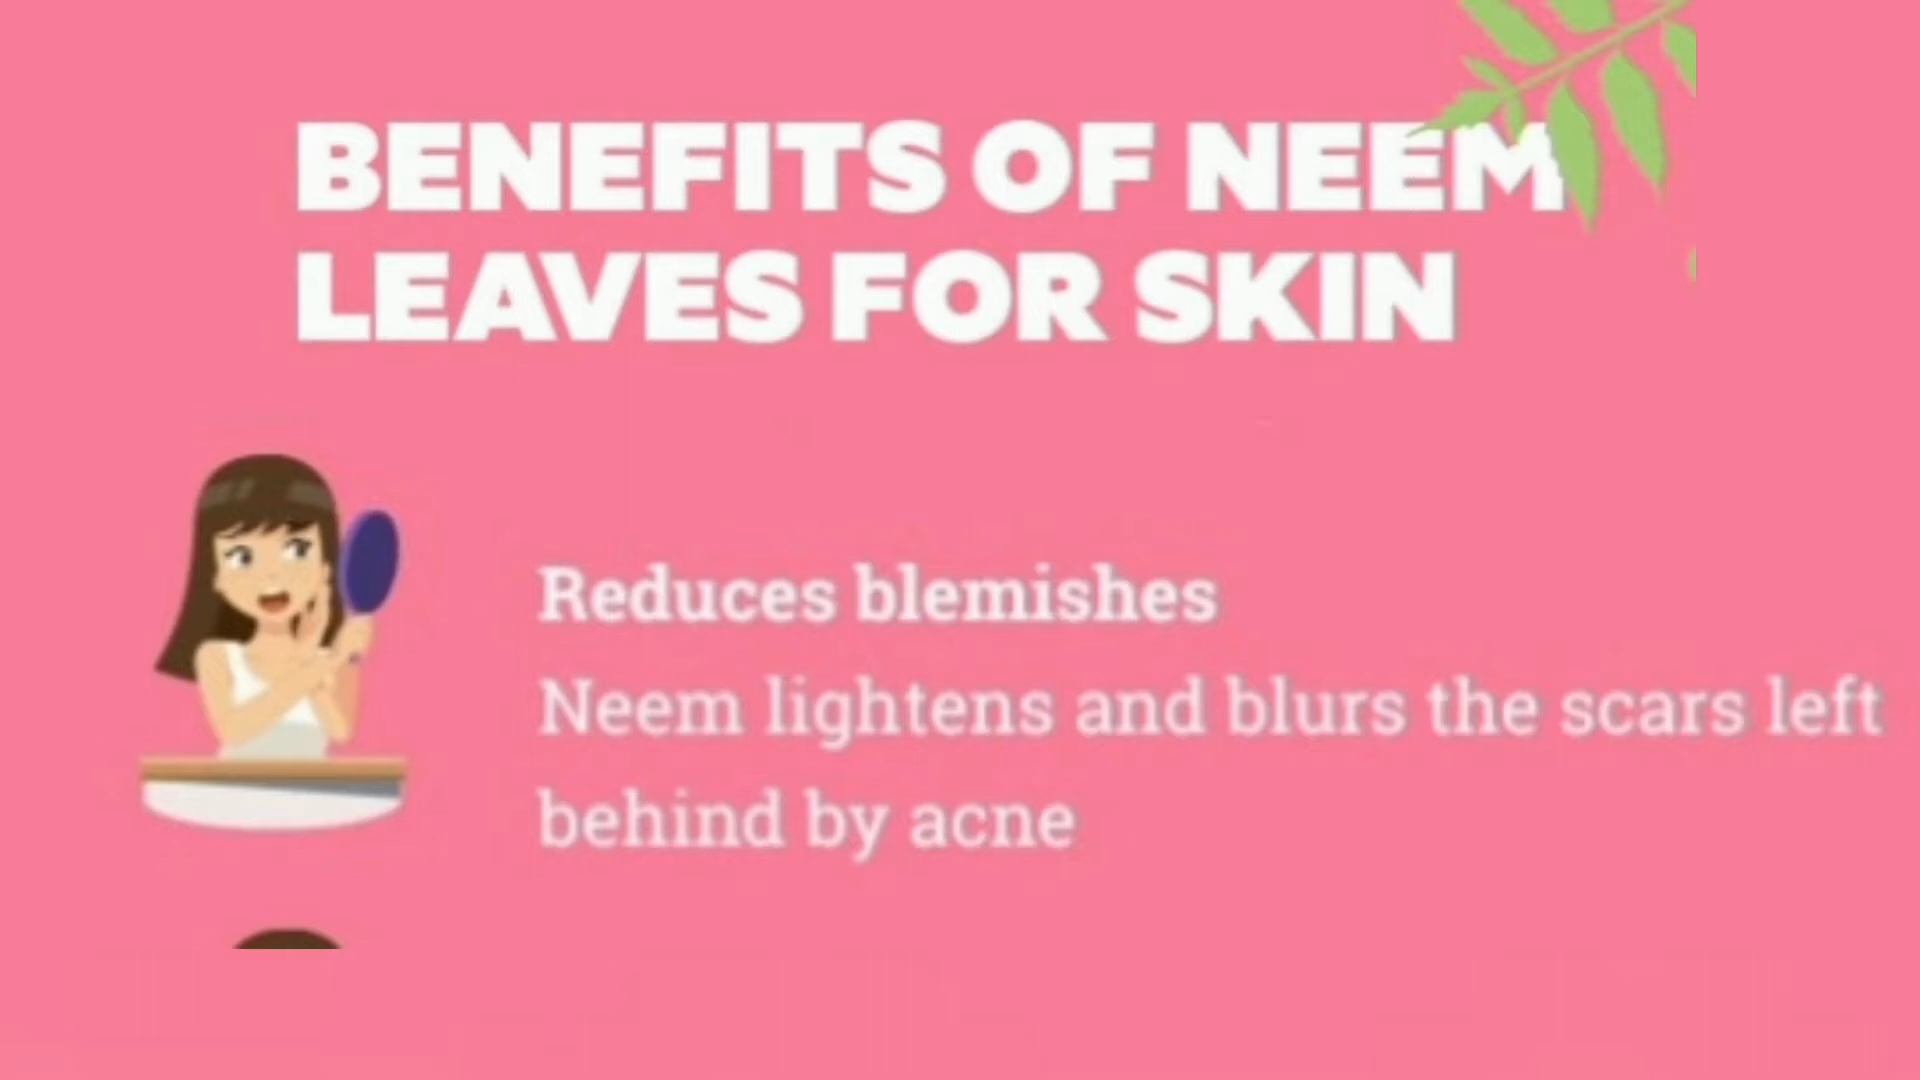 BENEFITS OF NEEM
LEAVES FOR SKIN
Reduces blemishes
Neem lightens and blurs the scars left
behind by acne